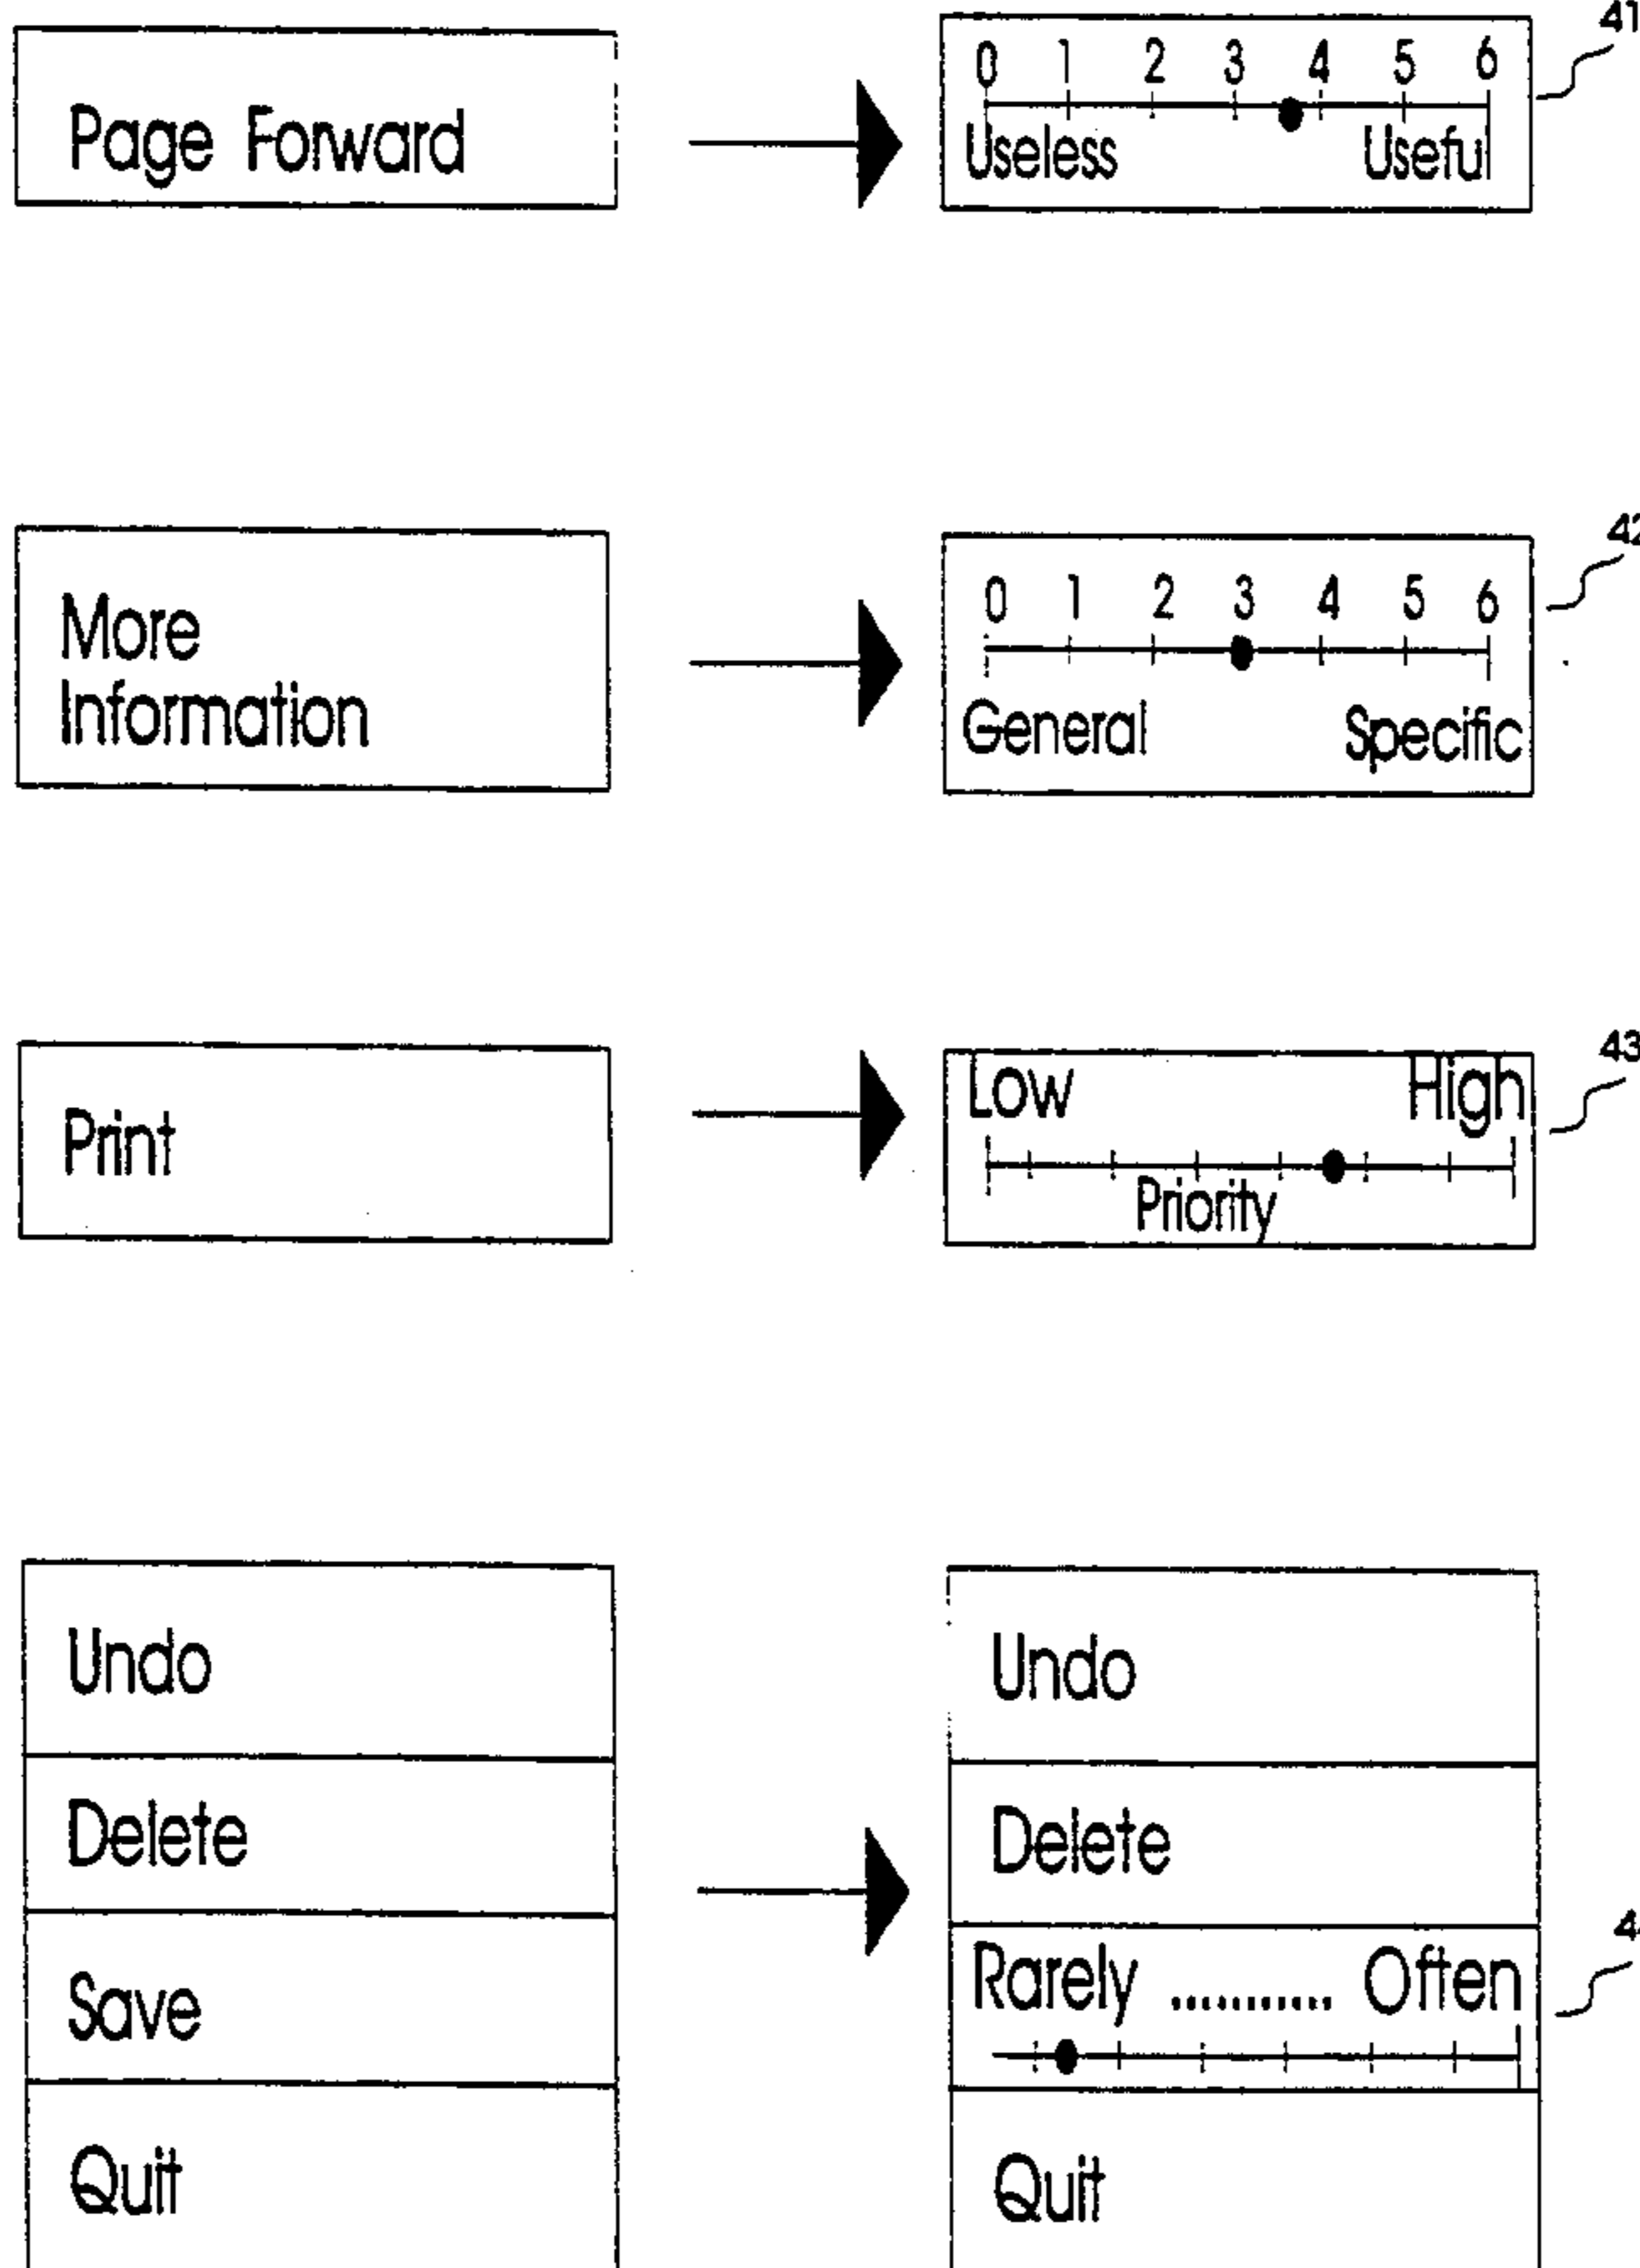 41
Page Forward
0 1 2 3 4 5 6
Useless Useful
42
More
Information
0 1 2 3 4 5 6
General Specific
43
Print
Low High
Priority
Undo
Delete
Save
Quit
Undo
Delete
Rarely .......... Often
Quit